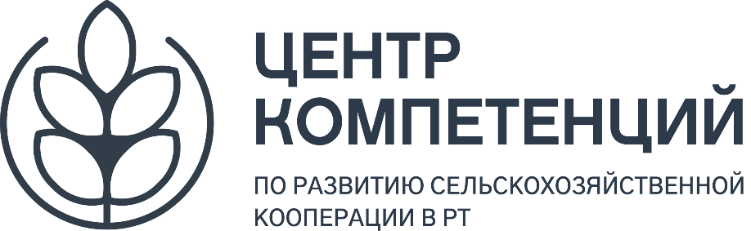 ЦЕНТР
КОМПЕТЕНЦИЙ
ПО РАЗВИТИЮ СЕЛЬСКОХОЗЯЙСТВЕННОЙ
КООПЕРАЦИИ В РТ